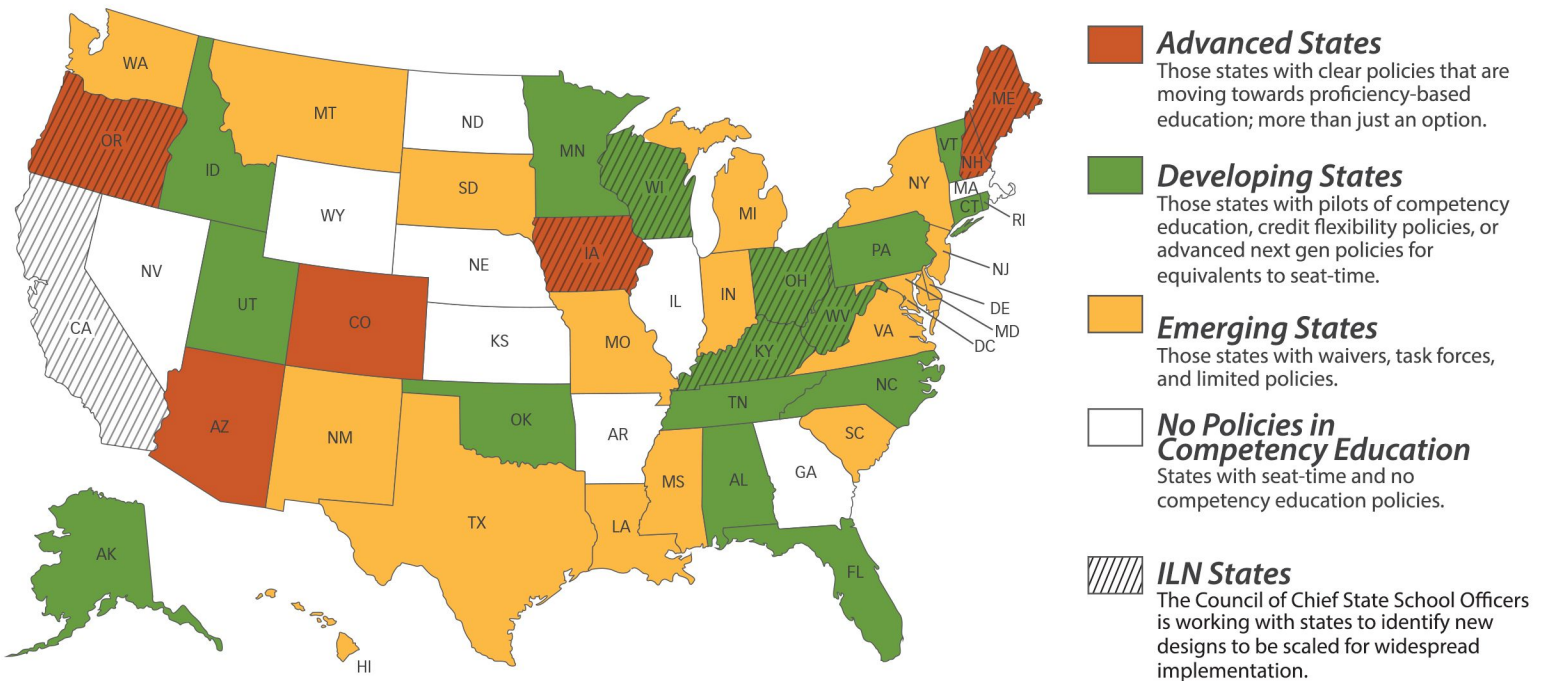 WA
MT
ND
MN
OR
ID
SD
WI
WY
MI
NY
VT
NH
ME
MA
CT
RI
NV
NE
IA
PA
NJ
UT
CO
IL
IN
OH
WV
VA
DE
MD
DC
CA
KS
MO
KY
AZ
NM
OK
AR
TN
NC
SC
MS
AL
GA
TX
LA
FL
AK
HI
Advanced States
Those states with clear policies that are
moving towards proficiency-based
education; more than just an option.
Developing States
Those states with pilots of competency
education, credit flexibility policies, or
advanced next gen policies for
equivalents to seat-time.
Emerging States
Those states with waivers, task forces,
and limited policies.
No Policies in
Competency Education
States with seat-time and no
competency education policies.
ILN States
The Council of Chief State School Officers
is working with states to identify new
designs to be scaled for widespread
implementation.